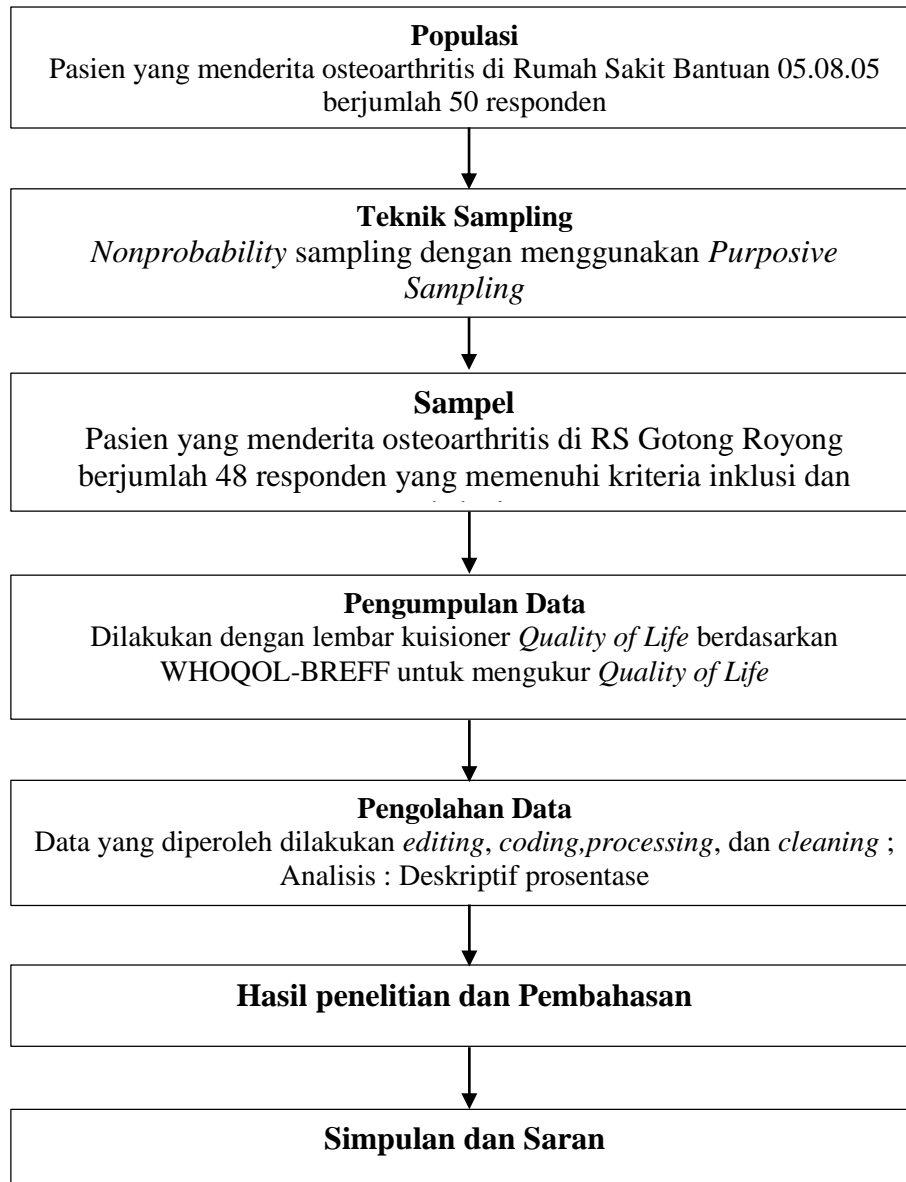 Populasi
Pasien yang menderita osteoarthritis di Rumah Sakit Bantuan 05.08.05
berjumlah 50 responden
Teknik Sampling
Nonprobability sampling dengan menggunakan Purposive
Sampling
Sampel
Pasien yang menderita osteoarthritis di RS Gotong Royong
berjumlah 48 responden yang memenuhi kriteria inklusi dan
Pengumpulan Data
Dilakukan dengan lembar kuisioner Quality of Life berdasarkan
WHOQOL-BREFF untuk mengukur Quality of Life
Pengolahan Data
Data yang diperoleh dilakukan editing, coding,processing, dan cleaning ;
Analisis : Deskriptif prosentase
Hasil penelitian dan Pembahasan
Simpulan dan Saran